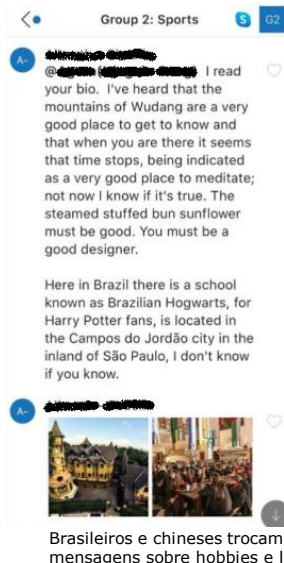 Group 2: Sports
S
G2
A-
@ I read
your bio. I've heard that the
mountains of Wudang are a very
good place to get to know and
that when you are there it seems
that time stops, being indicated
as a very good place to meditate;
not now I know if it's true. The
steamed stuffed bun sunflower
must be good. You must be a
good designer.
Here in Brazil there is a school
known as Brazilian Hogwarts, for
Harry Potter fans, is located in
the Campos do Jordão city in the
inland of São Paulo, I don't know
if you know.
A-
Brasileiros e chineses trocam
mensagens sobre hobbies e l